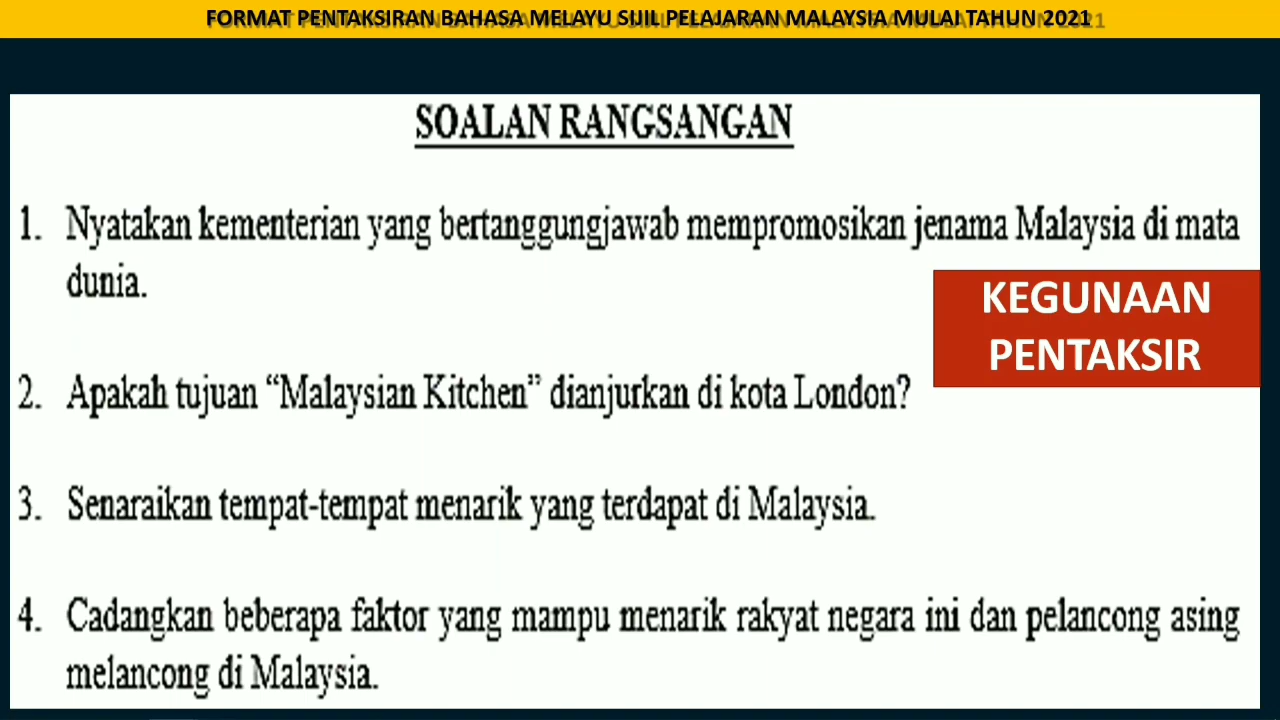 FORMAT PENTAKSIRAN BAHASA MELAYU SIJIL PELAJARAN MALAYSIA MULAI TAHUN 2021
SOALAN RANGSANGAN
1. Nyatakan kementerian yang bertanggungjawab mempromosikan jenama Malaysia di mata
dunia.
KEGUNAAN
PENTAKSIR
2. Apakah tujuan “Malaysian Kitchen” dianjurkan di kota London?
3. Senaraikan tempat-tempat menarik yang terdapat di Malaysia.
4. Cadangkan beberapa faktor yang mampu menarik rakyat negara ini dan pelancong asing
melancong di Malaysia.